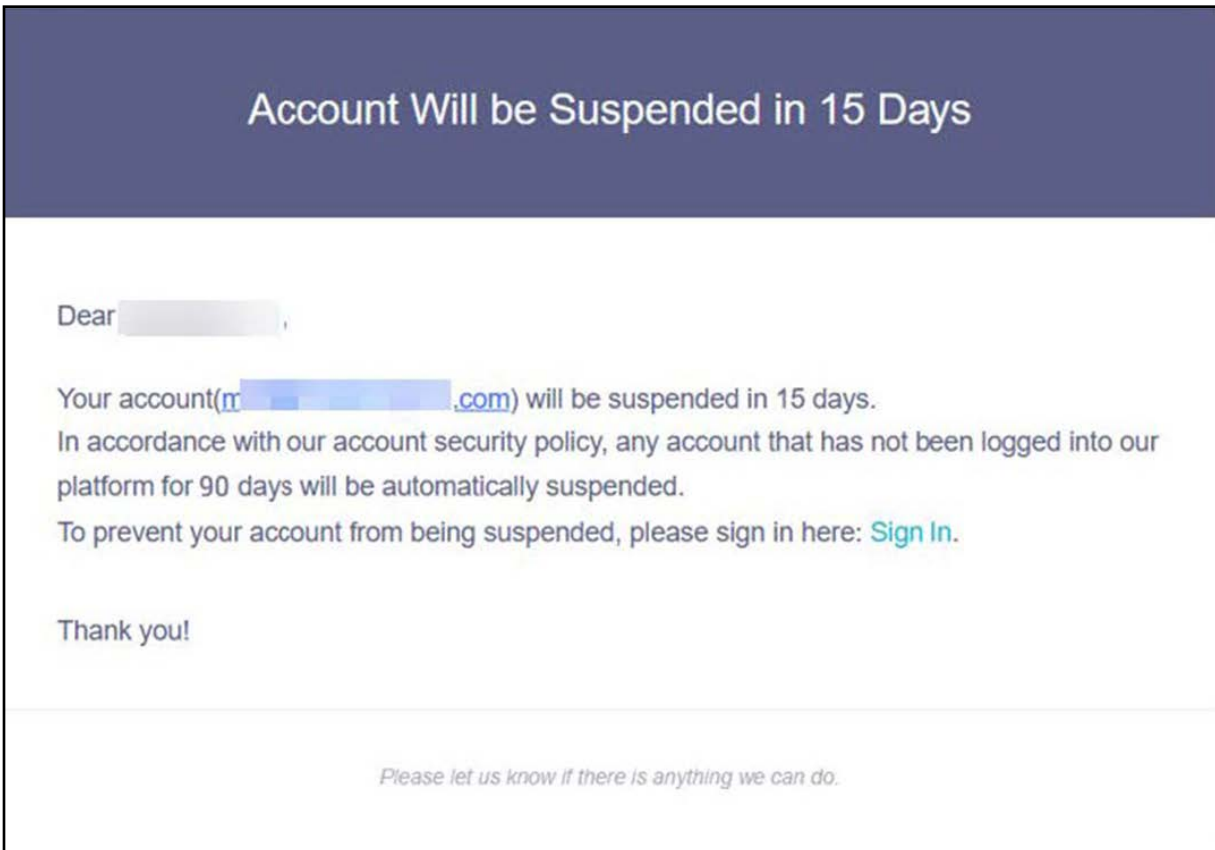 Account Will be Suspended in 15 Days
Dear ,
Your account(m .com) will be suspended in 15 days.
In accordance with our account security policy, any account that has not been logged into our
platform for 90 days will be automatically suspended.
To prevent your account from being suspended, please sign in here: Sign In.
Thank you!
Please let us know if there is anything we can do.